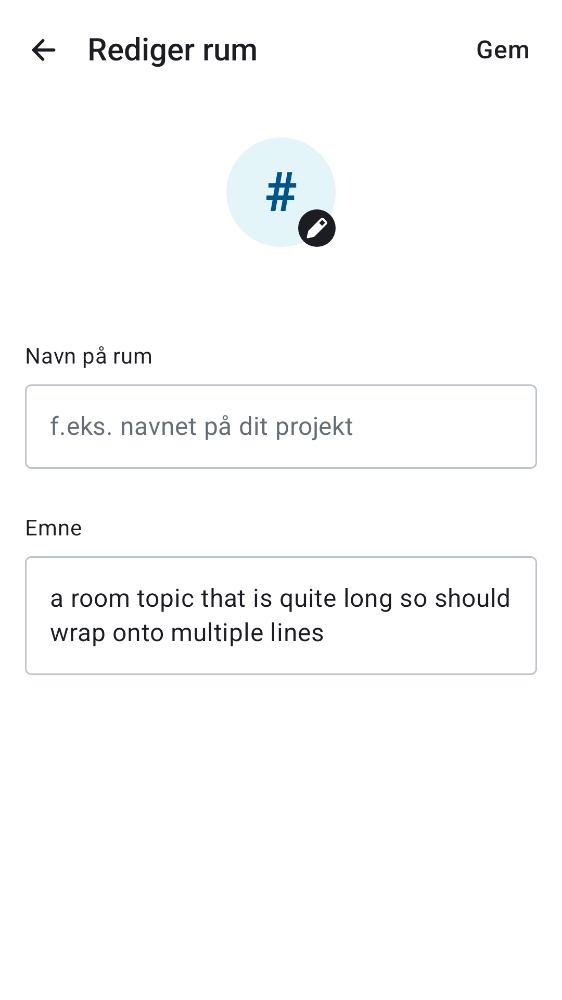 Rediger rum
Gem
#
Navn på rum
f.eks. navnet på dit projekt
Emne
a room topic that is quite long so should
wrap onto multiple lines